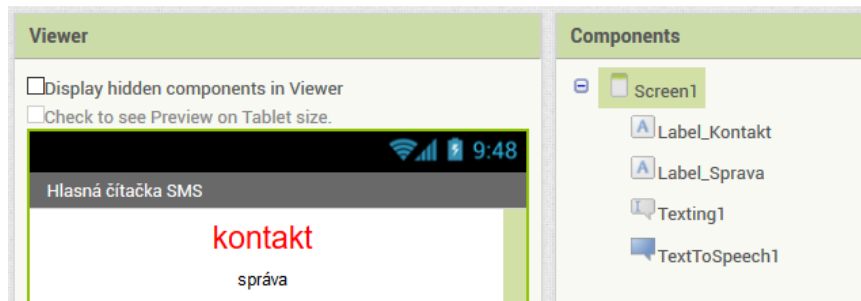 Viewer
Display hidden components in Viewer
Check to see Preview on Tablet size.
9:48
Hlasná čítačka SMS
kontakt
správa
Components
Screen1
Label_Kontakt
Label_Sprava
Texting1
TextToSpeech1